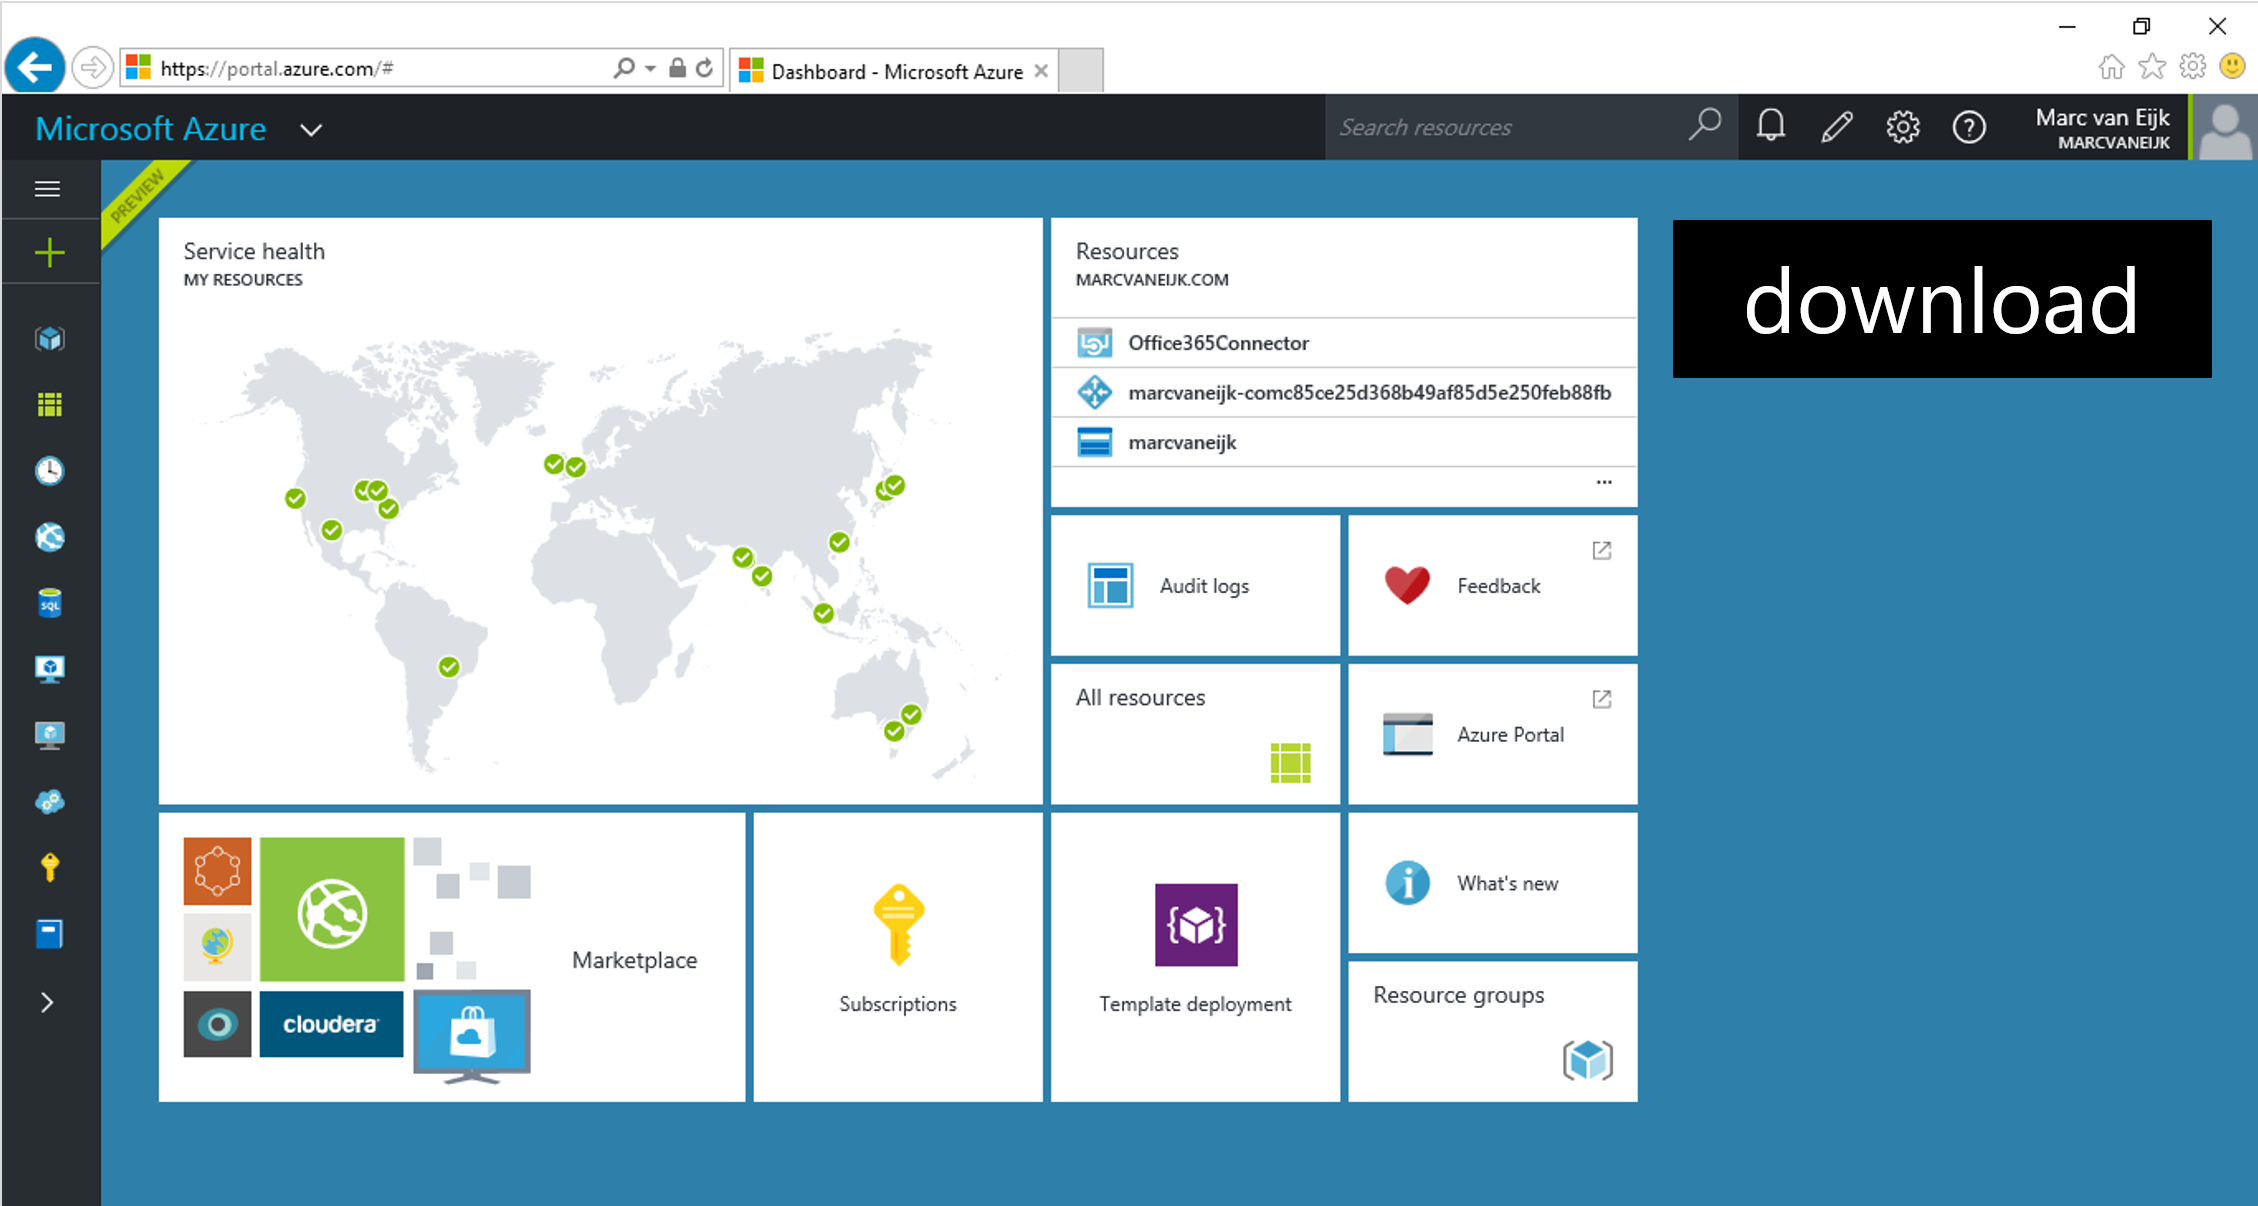 https://portal.azure.com/#
Dashboard - Microsoft Azure
Microsoft Azure
Search resources
Marc van Eijk
MARCVANEIJK
PREVIEW
Service health
MY RESOURCES
Resources
MARCVANEIJK.COM
download
Office365Connector
marcvaneijk-comc85ce25d368b49af85d5e250feb88fb
marcvaneijk
...
Audit logs
Feedback
SQL
All resources
Azure Portal
What's new
Marketplace
cloudera
Subscriptions
Template deployment
Resource groups